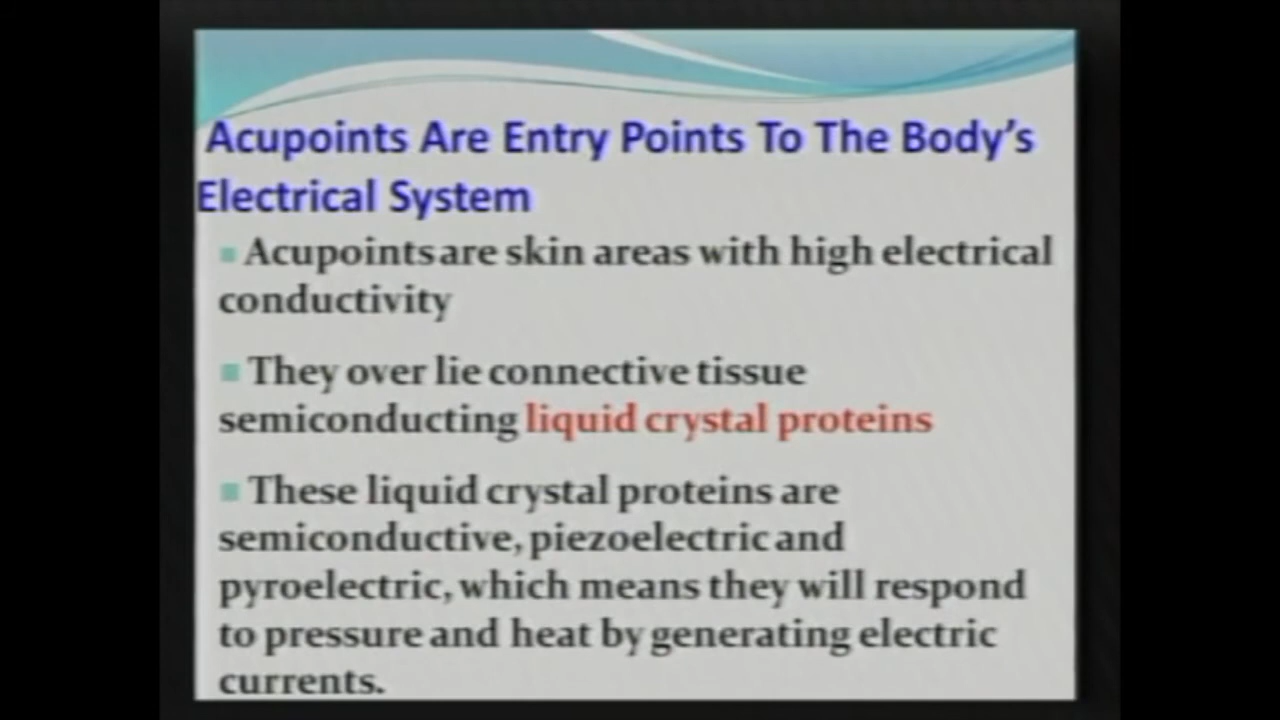 Acupoints Are Entry Points To The Body's
Electrical System
Acupoints are skin areas with high electrical
conductivity
They over lie connective tissue
semiconducting liquid crystal proteins
These liquid crystal proteins are
semiconductive, piezoelectric and
pyroelectric, which means they will respond
to pressure and heat by generating electric
currents.